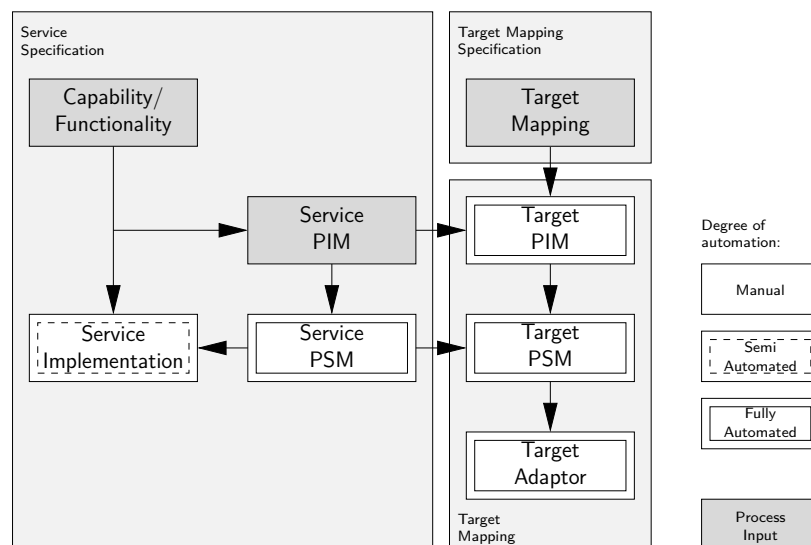 Service
Specification
Target Mapping
Specification
Capability/
Functionality
Target
Mapping
Service
PIM
Target
PIM
Service
Implementation
Service
PSM
Target
PSM
Target
Adaptor
Target
Mapping
Degree of
automation:
Manual
Semi
Automated
Fully
Automated
Process
Input